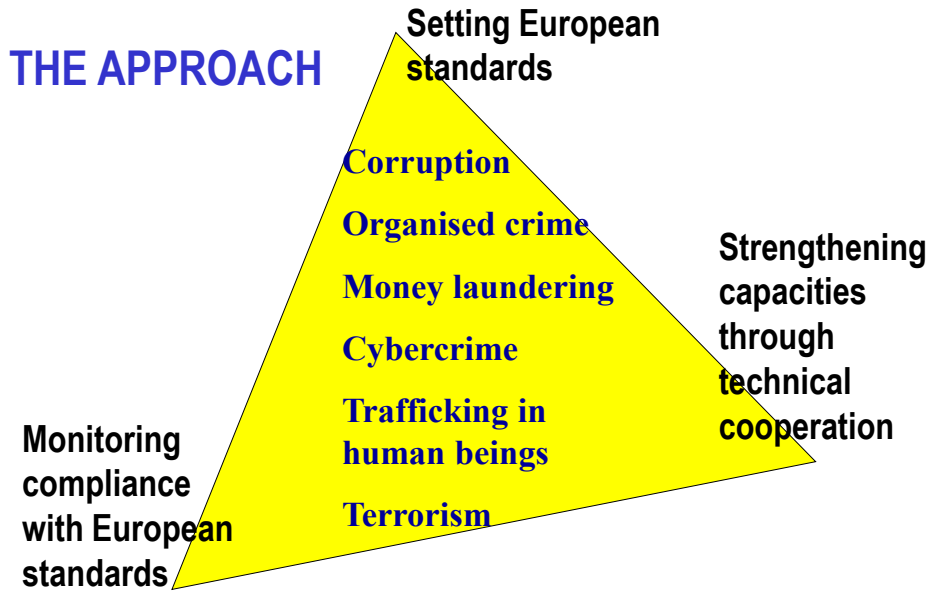 THE APPROACH
Setting European
standards
Corruption
Organised crime
Money laundering
Cybercrime
Trafficking in
human beings
Terrorism
Strengthening
capacities
through
technical
cooperation
Monitoring
compliance
with European
standards